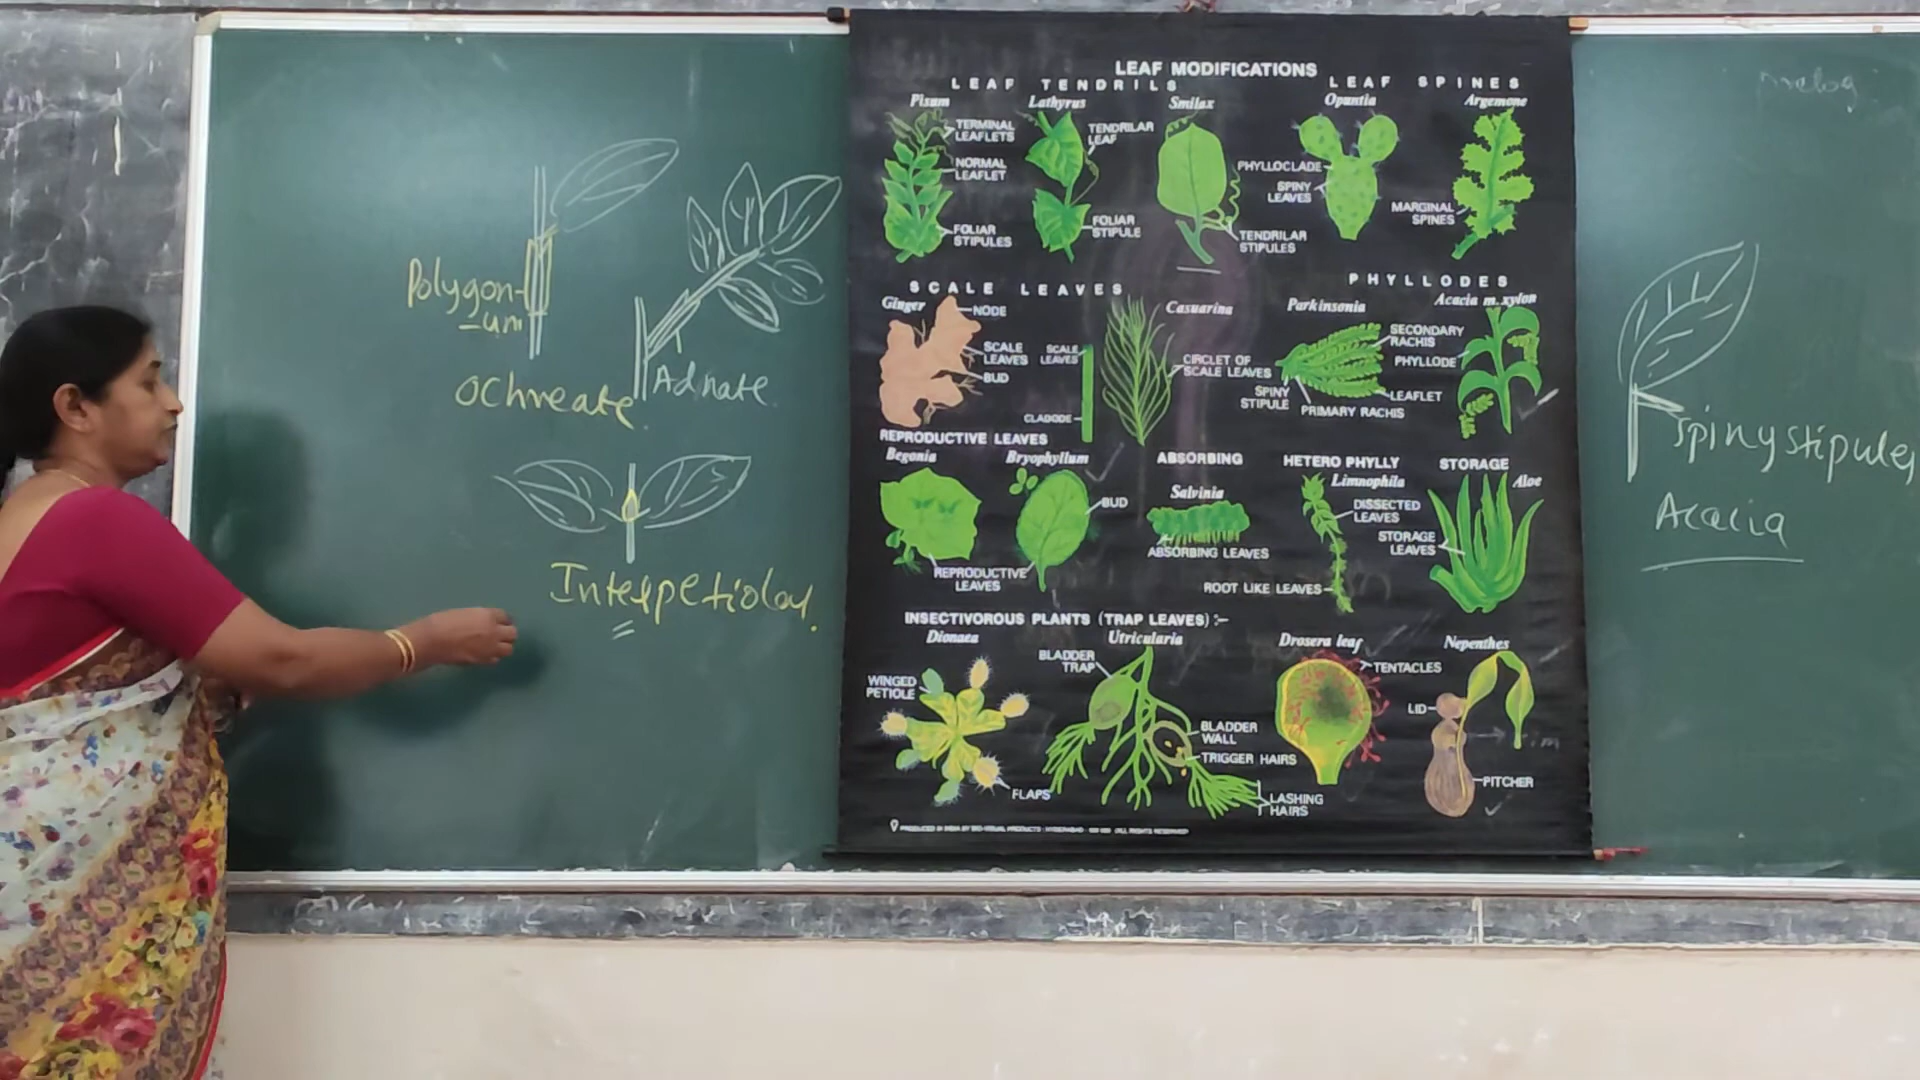 Polygon-
-um
Ochreate
Adnate
Interpetiolar.
LEAF MODIFICATIONS
LEAF TENDRILS
LEAF SPINES
Pisum
Lathyrus
Smilax
Opuntia
Argemone
TERMINAL
LEAFLETS
NORMAL
LEAFLET
FOLIAR
STIPULES
TENDRILAR
LEAF
FOLIAR
STIPULE
TENDRILAR
STIPULES
PHYLLOCLADE
SPINY
LEAVES
MARGINAL
SPINES
SCALE LEAVES
PHYLLODES
Ginger
Casuarina
Parkinsonia
Acacia m. xylon
NODE
SCALE
LEAVES
BUD
SCALE
LEAVES
CLADODE
CIRCLET OF
SCALE LEAVES
SECONDARY
RACHIS
SPINY
STIPULE
LEAFLET
PRIMARY RACHIS
PHYLLODE
REPRODUCTIVE LEAVES
ABSORBING
HETERO PHYLLY
STORAGE
Begonia
Bryophyllum
Salvinia
Limnophila
Aloe
BUD
REPRODUCTIVE
LEAVES
ABSORBING LEAVES
DISSECTED
LEAVES
ROOT LIKE LEAVES
STORAGE
LEAVES
INSECTIVOROUS PLANTS (TRAP LEAVES) :-
Dionaea
Utricularia
Drosera leaf
Nepenthes
WINGED
PETIOLE
FLAPS
BLADDER
TRAP
BLADDER
WALL
TRIGGER HAIRS
LASHING
HAIRS
TENTACLES
LID
PITCHER
Spiny stipules
Acacia